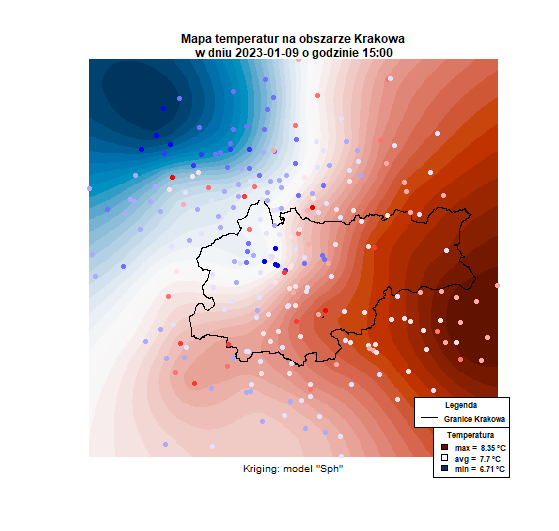 Mapa temperatur na obszarze Krakowa
w dniu 2023-01-09 o godzinie 15:00
Legenda
Granice Krakowa
Temperatura
max = 8.35 °C
avg = 7.7 °C
min = 6.71 °C
Kriging: model "Sph"